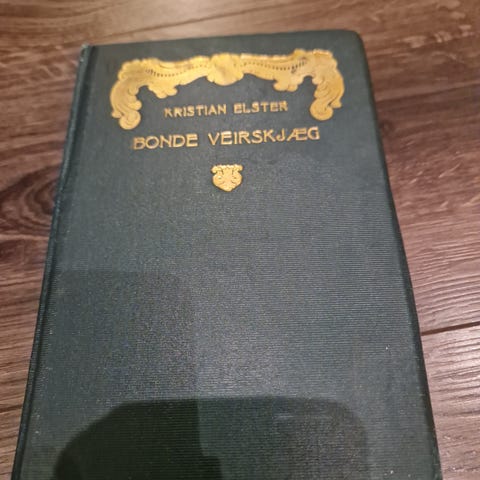 KRISTIAN ELSTER
BONDE VEIRSKJÆG